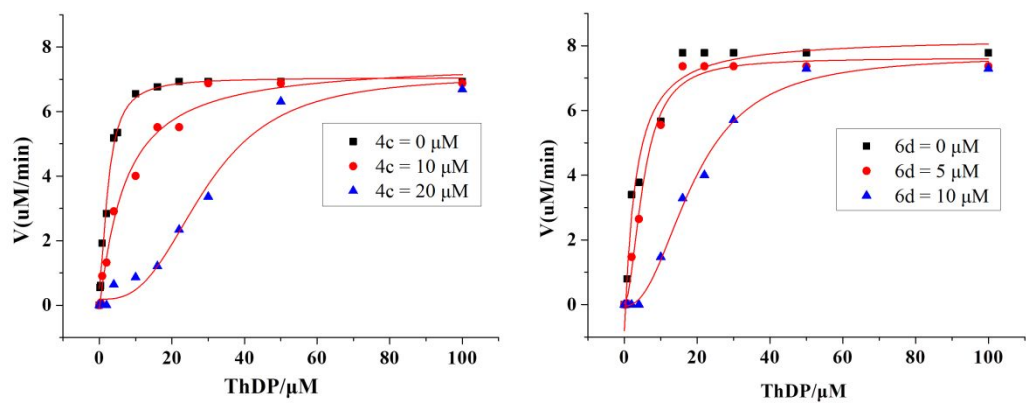 V(uM/min)
8
6
4
2
0
4c = 0 μM
4c = 10 μM
4c = 20 μM
0 20 40 60 80 100
ThDP/μM
V(uM/min)
8
6
4
2
0
6d = 0 μM
6d = 5 μM
6d = 10 μM
0 20 40 60 80 100
ThDP/μM